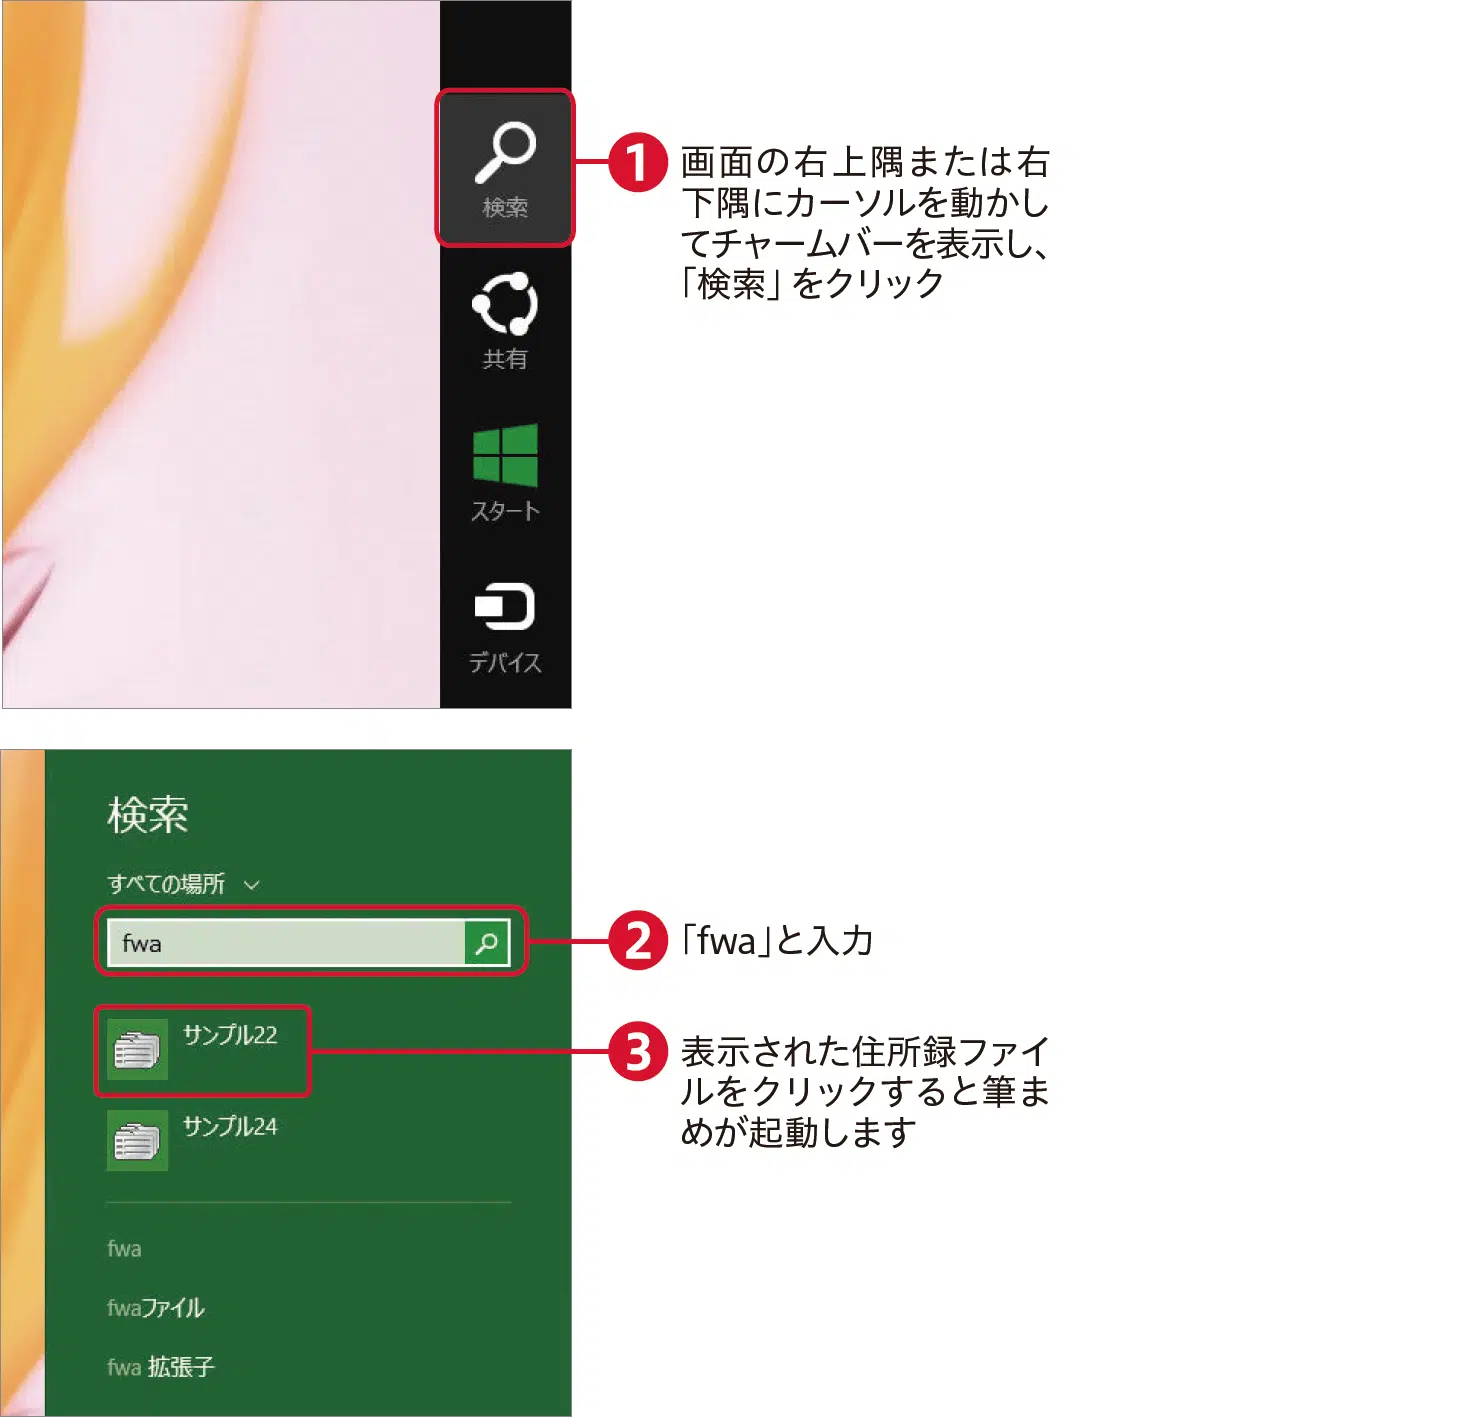 検索
共有
スタート
デバイス
1 画面の右上隅または右
下隅にカーソルを動かし
てチャームバーを表示し、
「検索」をクリック
検索
すべての場所
fwa
サンプル22
サンプル24
fwa
fwaファイル
fwa 拡張子
2 「fwa」と入力
3 表示された住所録ファイ
ルをクリックすると筆ま
めが起動します